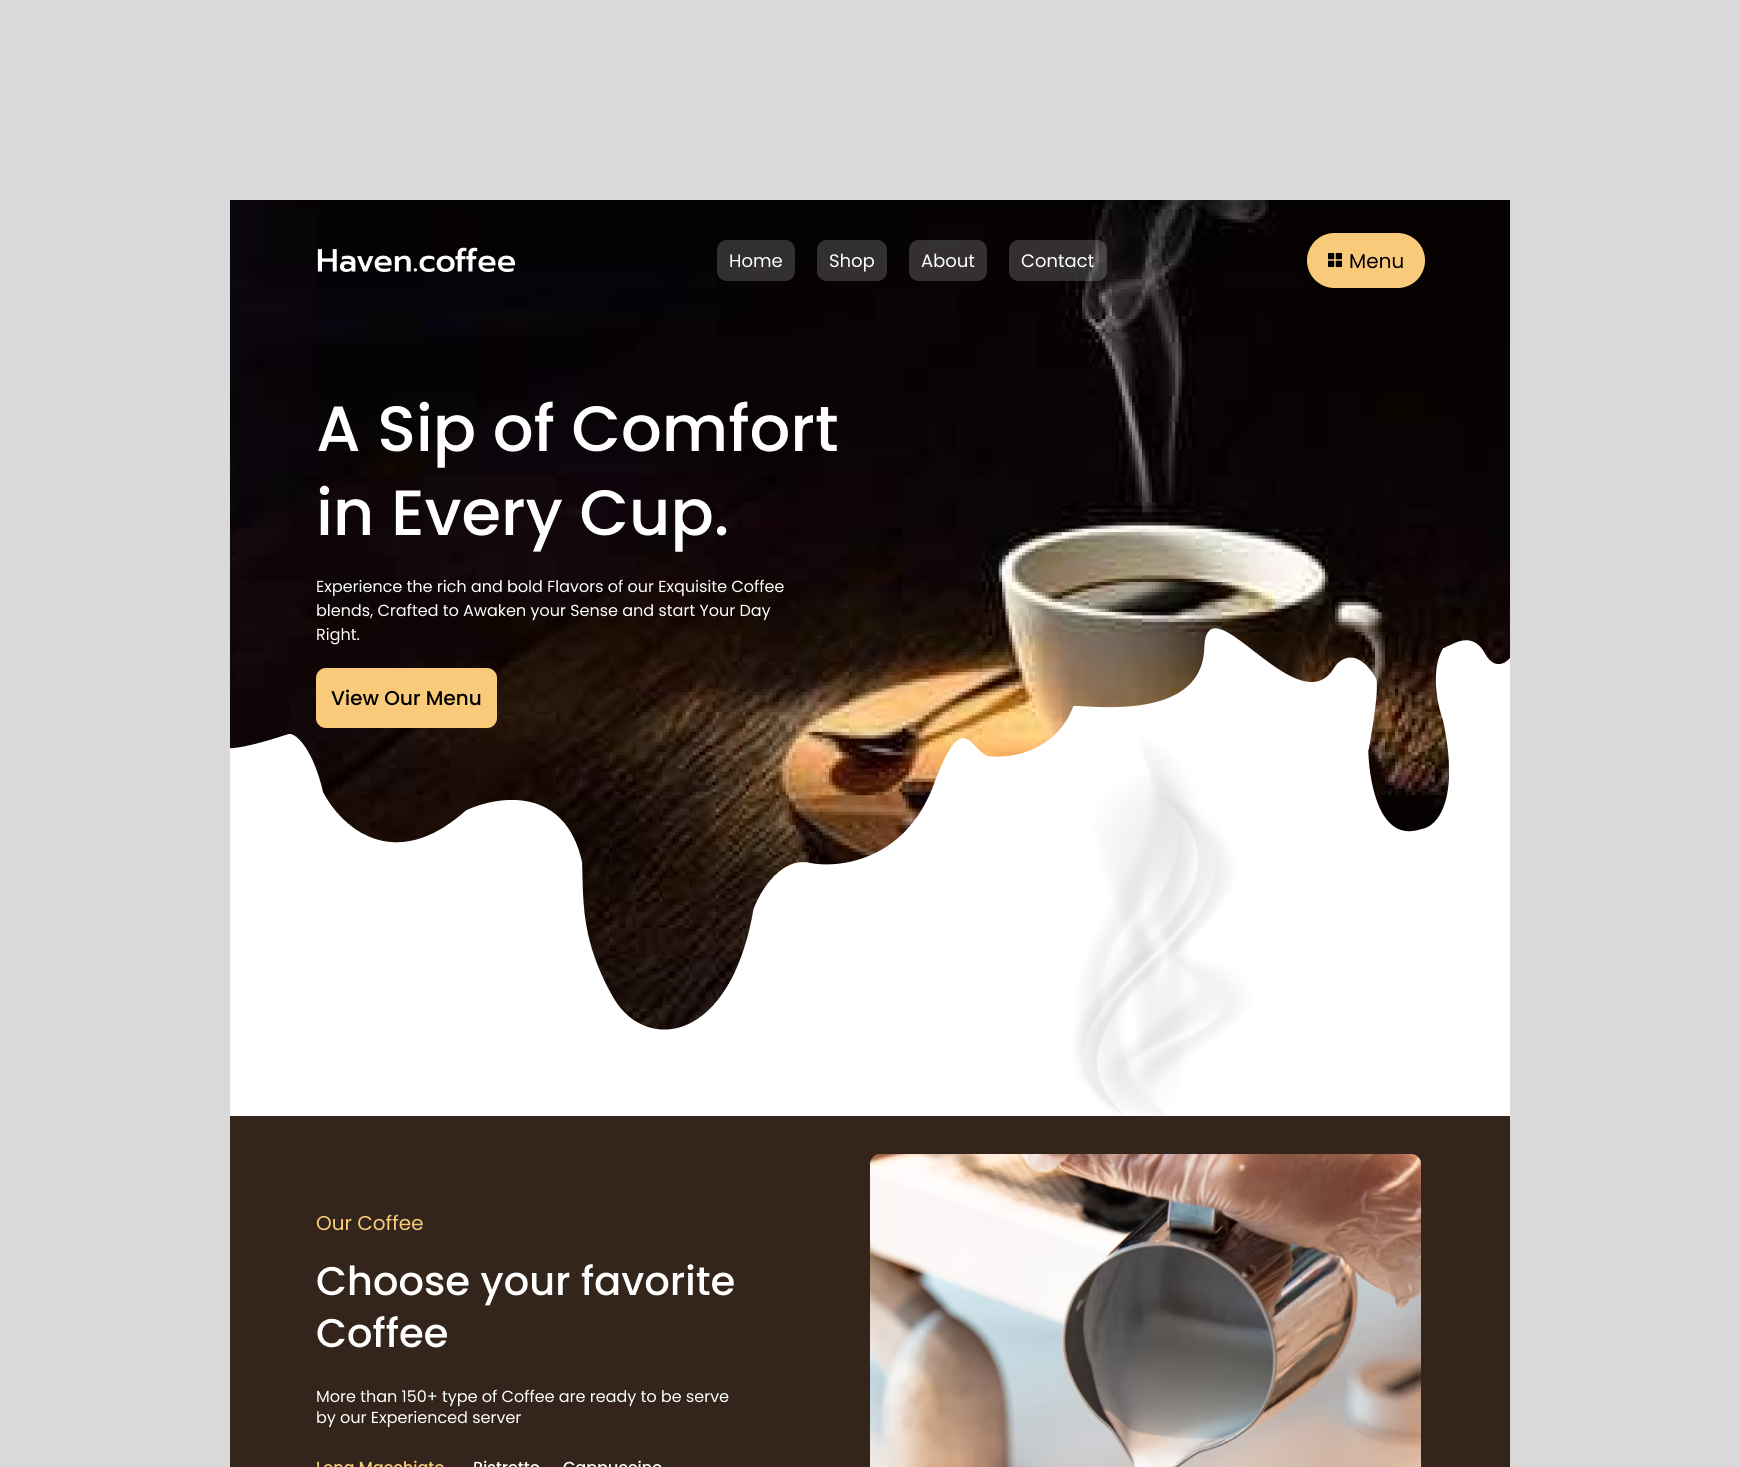 Haven.coffee
Home Shop About Contact
Menu
A Sip of Comfort
in Every Cup.
Experience the rich and bold Flavors of our Exquisite Coffee
blends, Crafted to Awaken your Sense and start Your Day
Right.
View Our Menu
Our Coffee
Choose your favorite
Coffee
More than 150+ type of Coffee are ready to be serve
by our Experienced server
Long Macchiato Ristretto Cappuccino